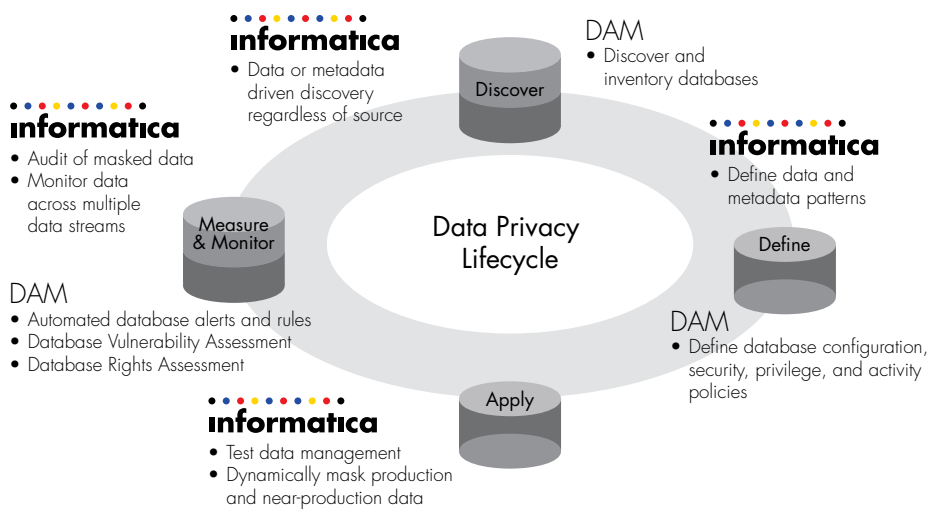 informatica
• Data or metadata
driven discovery
regardless of source
DAM
• Discover and
inventory databases
Discover
informatica
• Audit of masked data
• Monitor data
across multiple
data streams
informatica
• Define data and
metadata patterns
Measure
& Monitor
Data Privacy
Lifecycle
Define
DAM
• Automated database alerts and rules
• Database Vulnerability Assessment
• Database Rights Assessment
DAM
• Define database configuration,
security, privilege, and activity
policies
Apply
informatica
• Test data management
• Dynamically mask production
and near-production data